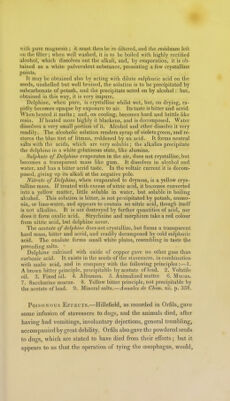 with pure magnesia; it must then be re-filtered, and the residuum left
on the filter; when well washed, it is to be boiled with highly rectified
alcohol, which dissolves out the alkali, and, by evaporation, it is ob-
tained as a white pulverulent substance, presenting a few crystalline
points.
It may be obtained also by acting with dilute sulphuric acid on the
seeds, unshelled but well bruised, the solution is to be precipitated by
subcarbonate of potash, and the precipitate acted on by alcohol: but,
obtained in this way, it is very impure.
Delphine, when pure, is crystalline whilst wet, but, on drying, ra-
pidly becomes opaque by exposure to air. Its taste is bitter and acrid.
When heated it melts; and, on cooling, becomes hard and brittle like
resin. If heated more highly it blackens, and is decomposed. Water
dissolves a very small portion of it. Alcohol and ether dissolve it very
readily. The alcoholic solution renders syrup of violets green, and re-
stores the blue tint of litmus, reddened by an acid. It forms neutral
salts with the acids, which are very soluble; the alkalies precipitate
the delphine in a white gelatinous state, like alumine.
Sulphate of Delphine evaporates in the air, does not crystallize, but
becomes a transparent mass like gum. It dissolves in alcohol and
water, and has a bitter acrid taste. In the voltaic current it is decom-
posed, giving up its alkali at the negative pole.
Nitrate of Delphine, when evaporated to dryness, is a yellow crys-
talline mass. If treated with excess of nitric acid, it becomes converted
into a yellow matter, little soluble in water, but soluble in boiling
alcohol. This solution is bitter, is not precipitated by potash, ammo-
nia, or lime-water, and appears to contain no nitric acid, though itself
is not alkaline. It is not destroyed by further quantities of acid, nor
does it form oxalic acid. Strychnine and morphium take a red colour
from nitric acid, but delphine never.
The acetate of delphine does not crystallize, but forms a transparent
hard mass, bitter and acrid, and readily decomposed by cold sulphuric
acid. The oxalate forms small white plates, resembling in taste the
preceding salts.
Delphine calcined with oxide of copper gave no other gaz than
carbonic acid. It exists in the seeds of the stavesacre, in combination
with malic acid, and in company with the following principles:—1.
A brown bitter principle, precipitable by acetate of lead. 2. Volatile
oil. 3. Fixed oil. 4. Albumen. 5. Animalized matter. 6. Mucus.
7. Saccharine mucus. 8. Yellow bitter principle, not precipitable by
the acetate of lead. 9. Mineral salts.—Annales de Chim. xii. p. 358.
Poisonous Effects.—Hillefield, as recorded in Orfila, gave
some infusion of stavesacre to dogs, and the animals died, after
having had vomitings, involuntary dejections, general trembling,
accompanied by great debility. Orfila also gave the powdered seeds
to dogs, which are stated to have died from their effects; but it
appears to us that the operation of tying the œsophagus, would,